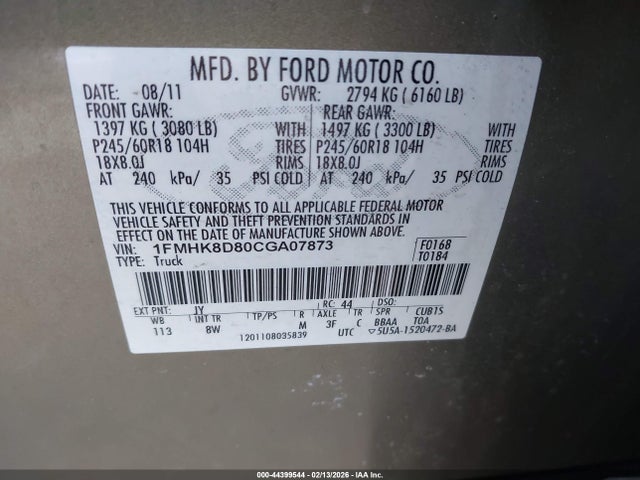 MFD. BY FORD MOTOR CO.
DATE: 08/11 GVWR: 2794 KG ( 6160 LB)
FRONT GAWR: REAR GAWR:
1397 KG ( 3080 LB) WITH 1497 KG ( 3300 LB) WITH
P245/60R18 104H TIRES P245/60R18 104H TIRES
18X8.0J RIMS 18X8.0J RIMS
AT 240 kPa/ 35 PSI COLD AT 240 kPa/ 35 PSI COLD
THIS VEHICLE CONFORMS TO ALL APPLICABLE FEDERAL MOTOR
VEHICLE SAFETY AND THEFT PREVENTION STANDARDS IN
EFFECT ON THE DATE OF MANUFACTURE SHOWN ABOVE.
VIN: 1FMHK8D80CGA07873 F0168
TYPE: Truck T0184
EXT PNT: JY RC: 44 DSO:
WB INT TR TP/PS R AXLE TR SPR CUB1S
113 8W M 3F C BBAA TOA
1201108035839 UTC 5U5A-1520472-BA
000-44399544 - 02/13/2026 - IAA Inc.